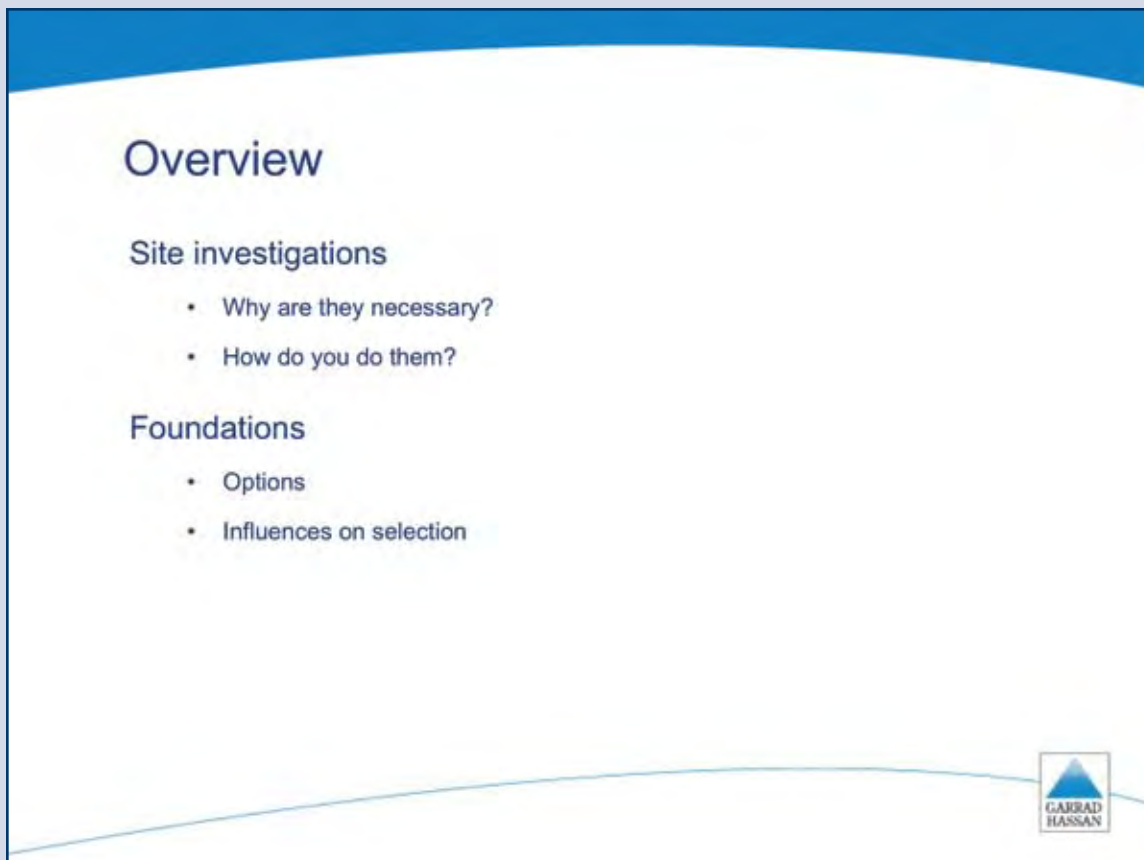 Overview
Site investigations
• Why are they necessary?
• How do you do them?
Foundations
• Options
• Influences on selection
GARRAD
HASSAN